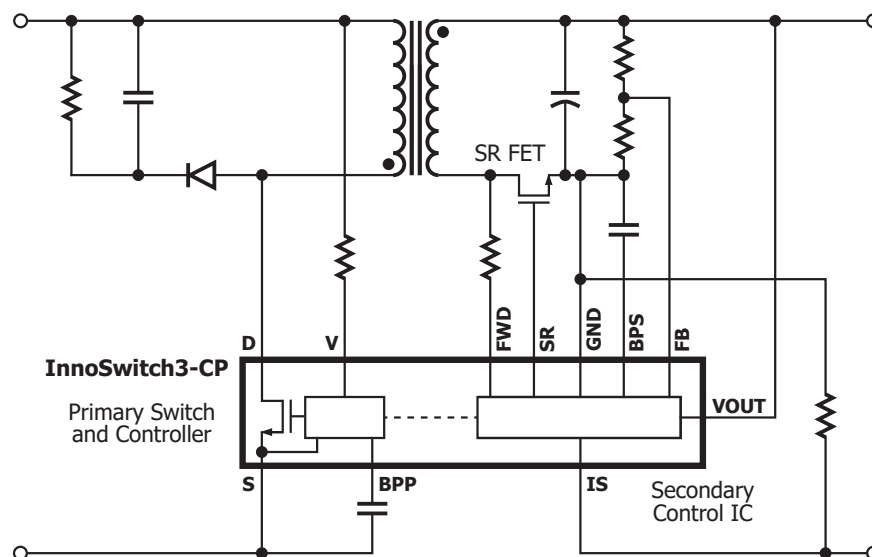 SR FET
D
V
FWD
SR
GND
BPS
FB
InnoSwitch3-CP
Primary Switch
and Controller
VOUT
S
BPP
IS
Secondary
Control IC